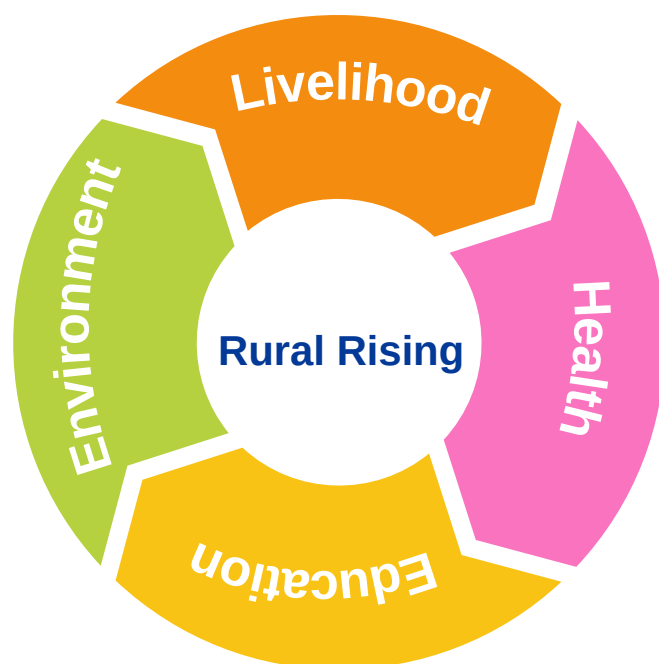 Livelihood
Health
Education
Environment
Rural Rising